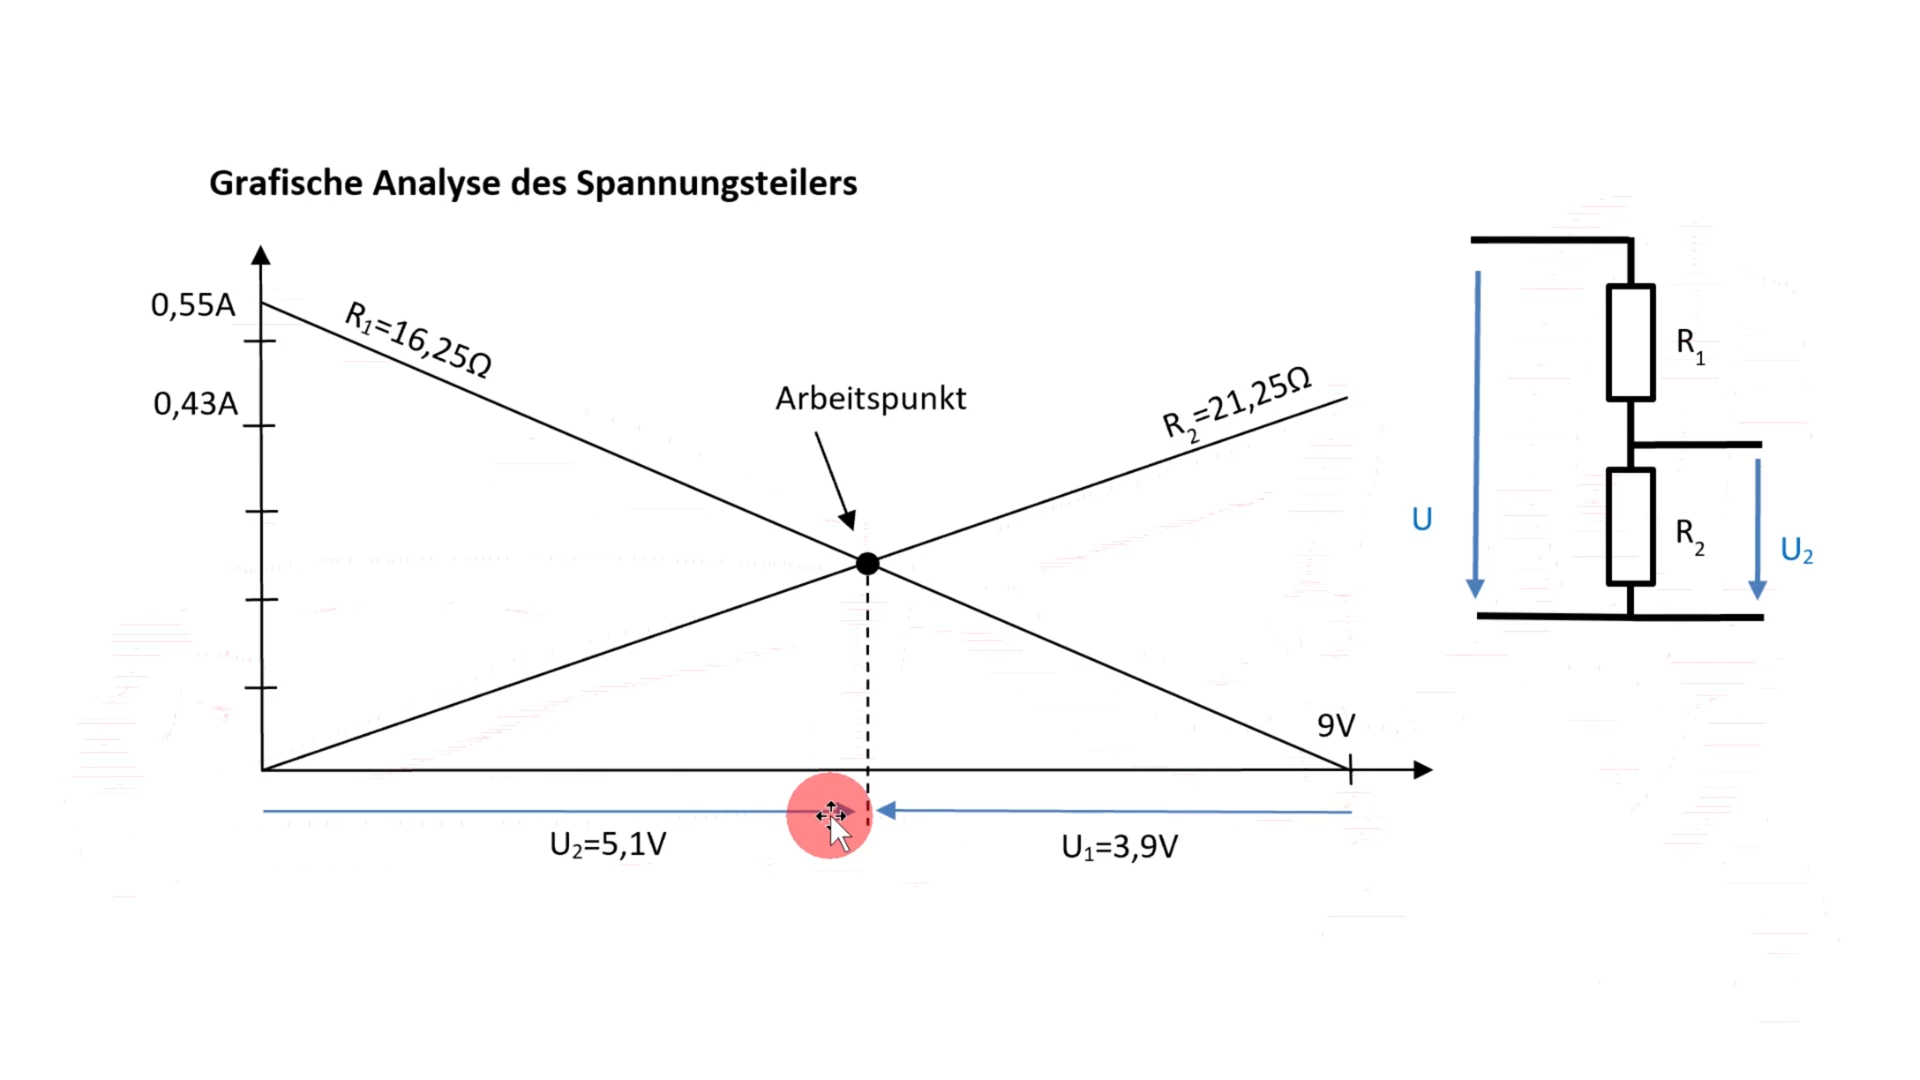 Grafische Analyse des Spannungsteilers
0,55A
R₁=16,25Ω
0,43A
Arbeitspunkt
R₂=21,25Ω
9V
U₂=5,1V
U₁=3,9V
R₁
U
R₂
U₂